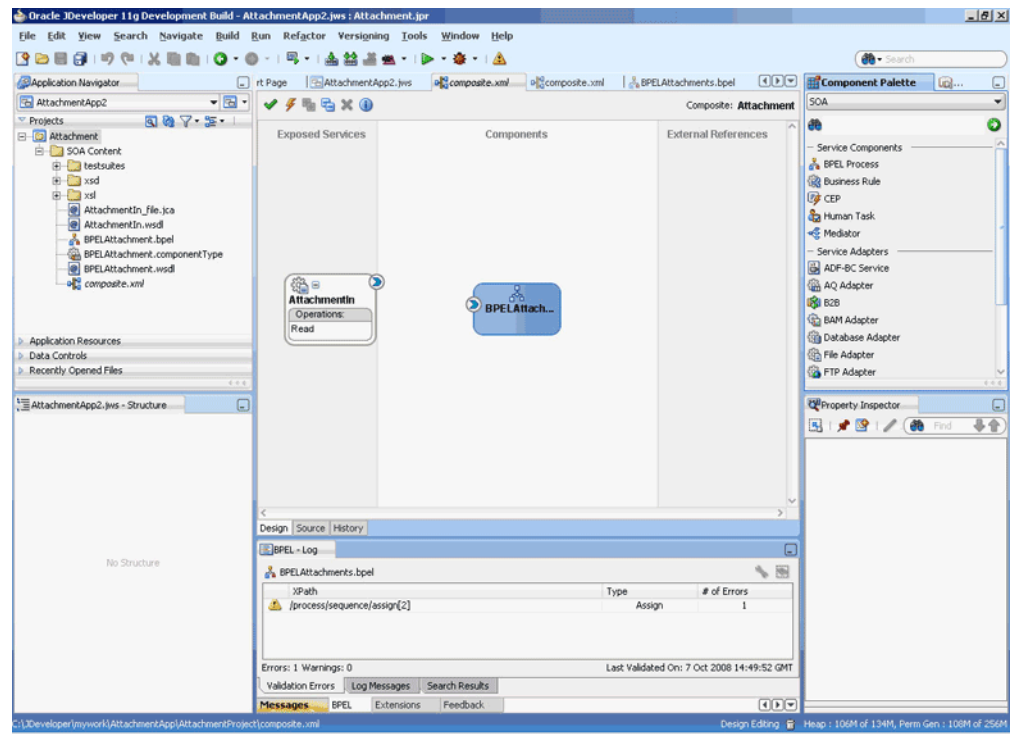 Oracle JDeveloper 11g Development Build - AttachmentApp2.jws : Attachment.jpr
File Edit View Search Navigate Build Run Refactor Versioning Tools Window Help
Search
Application Navigator
rt Page AttachmentApp2.jws composite.xml composite.xml BPELAttachments.bpel
Component Palette
AttachmentApp2
Composite: Attachment
SOA
Projects
Attachment
SOA Content
testsuites
xsd
xsl
AttachmentIn_file.jca
AttachmentIn.wsdl
BPELAttachment.bpel
BPELAttachment.componentType
BPELAttachment.wsdl
composite.xml
Application Resources
Data Controls
Recently Opened Files
AttachmentApp2.jws - Structure
No Structure
Exposed Services Components External References
AttachmentIn
Operations:
Read
BPELAttach...
Design Source History
Service Components
BPEL Process
Business Rule
CEP
Human Task
Mediator
Service Adapters
ADF-BC Service
AQ Adapter
B2B
BAM Adapter
Database Adapter
File Adapter
FTP Adapter
Property Inspector
Find
BPEL - Log
BPELAttachments.bpel
XPath Type # of Errors
/process/sequence/assign[2] Assign 1
Errors: 1 Warnings: 0 Last Validated On: 7 Oct 2008 14:49:52 GMT
Validation Errors Log Messages Search Results
Messages BPEL Extensions Feedback
C:\JDeveloper\mywork\AttachmentApp\AttachmentProject\composite.xml Design Editing Heap : 106M of 134M, Perm Gen : 108M of 256M